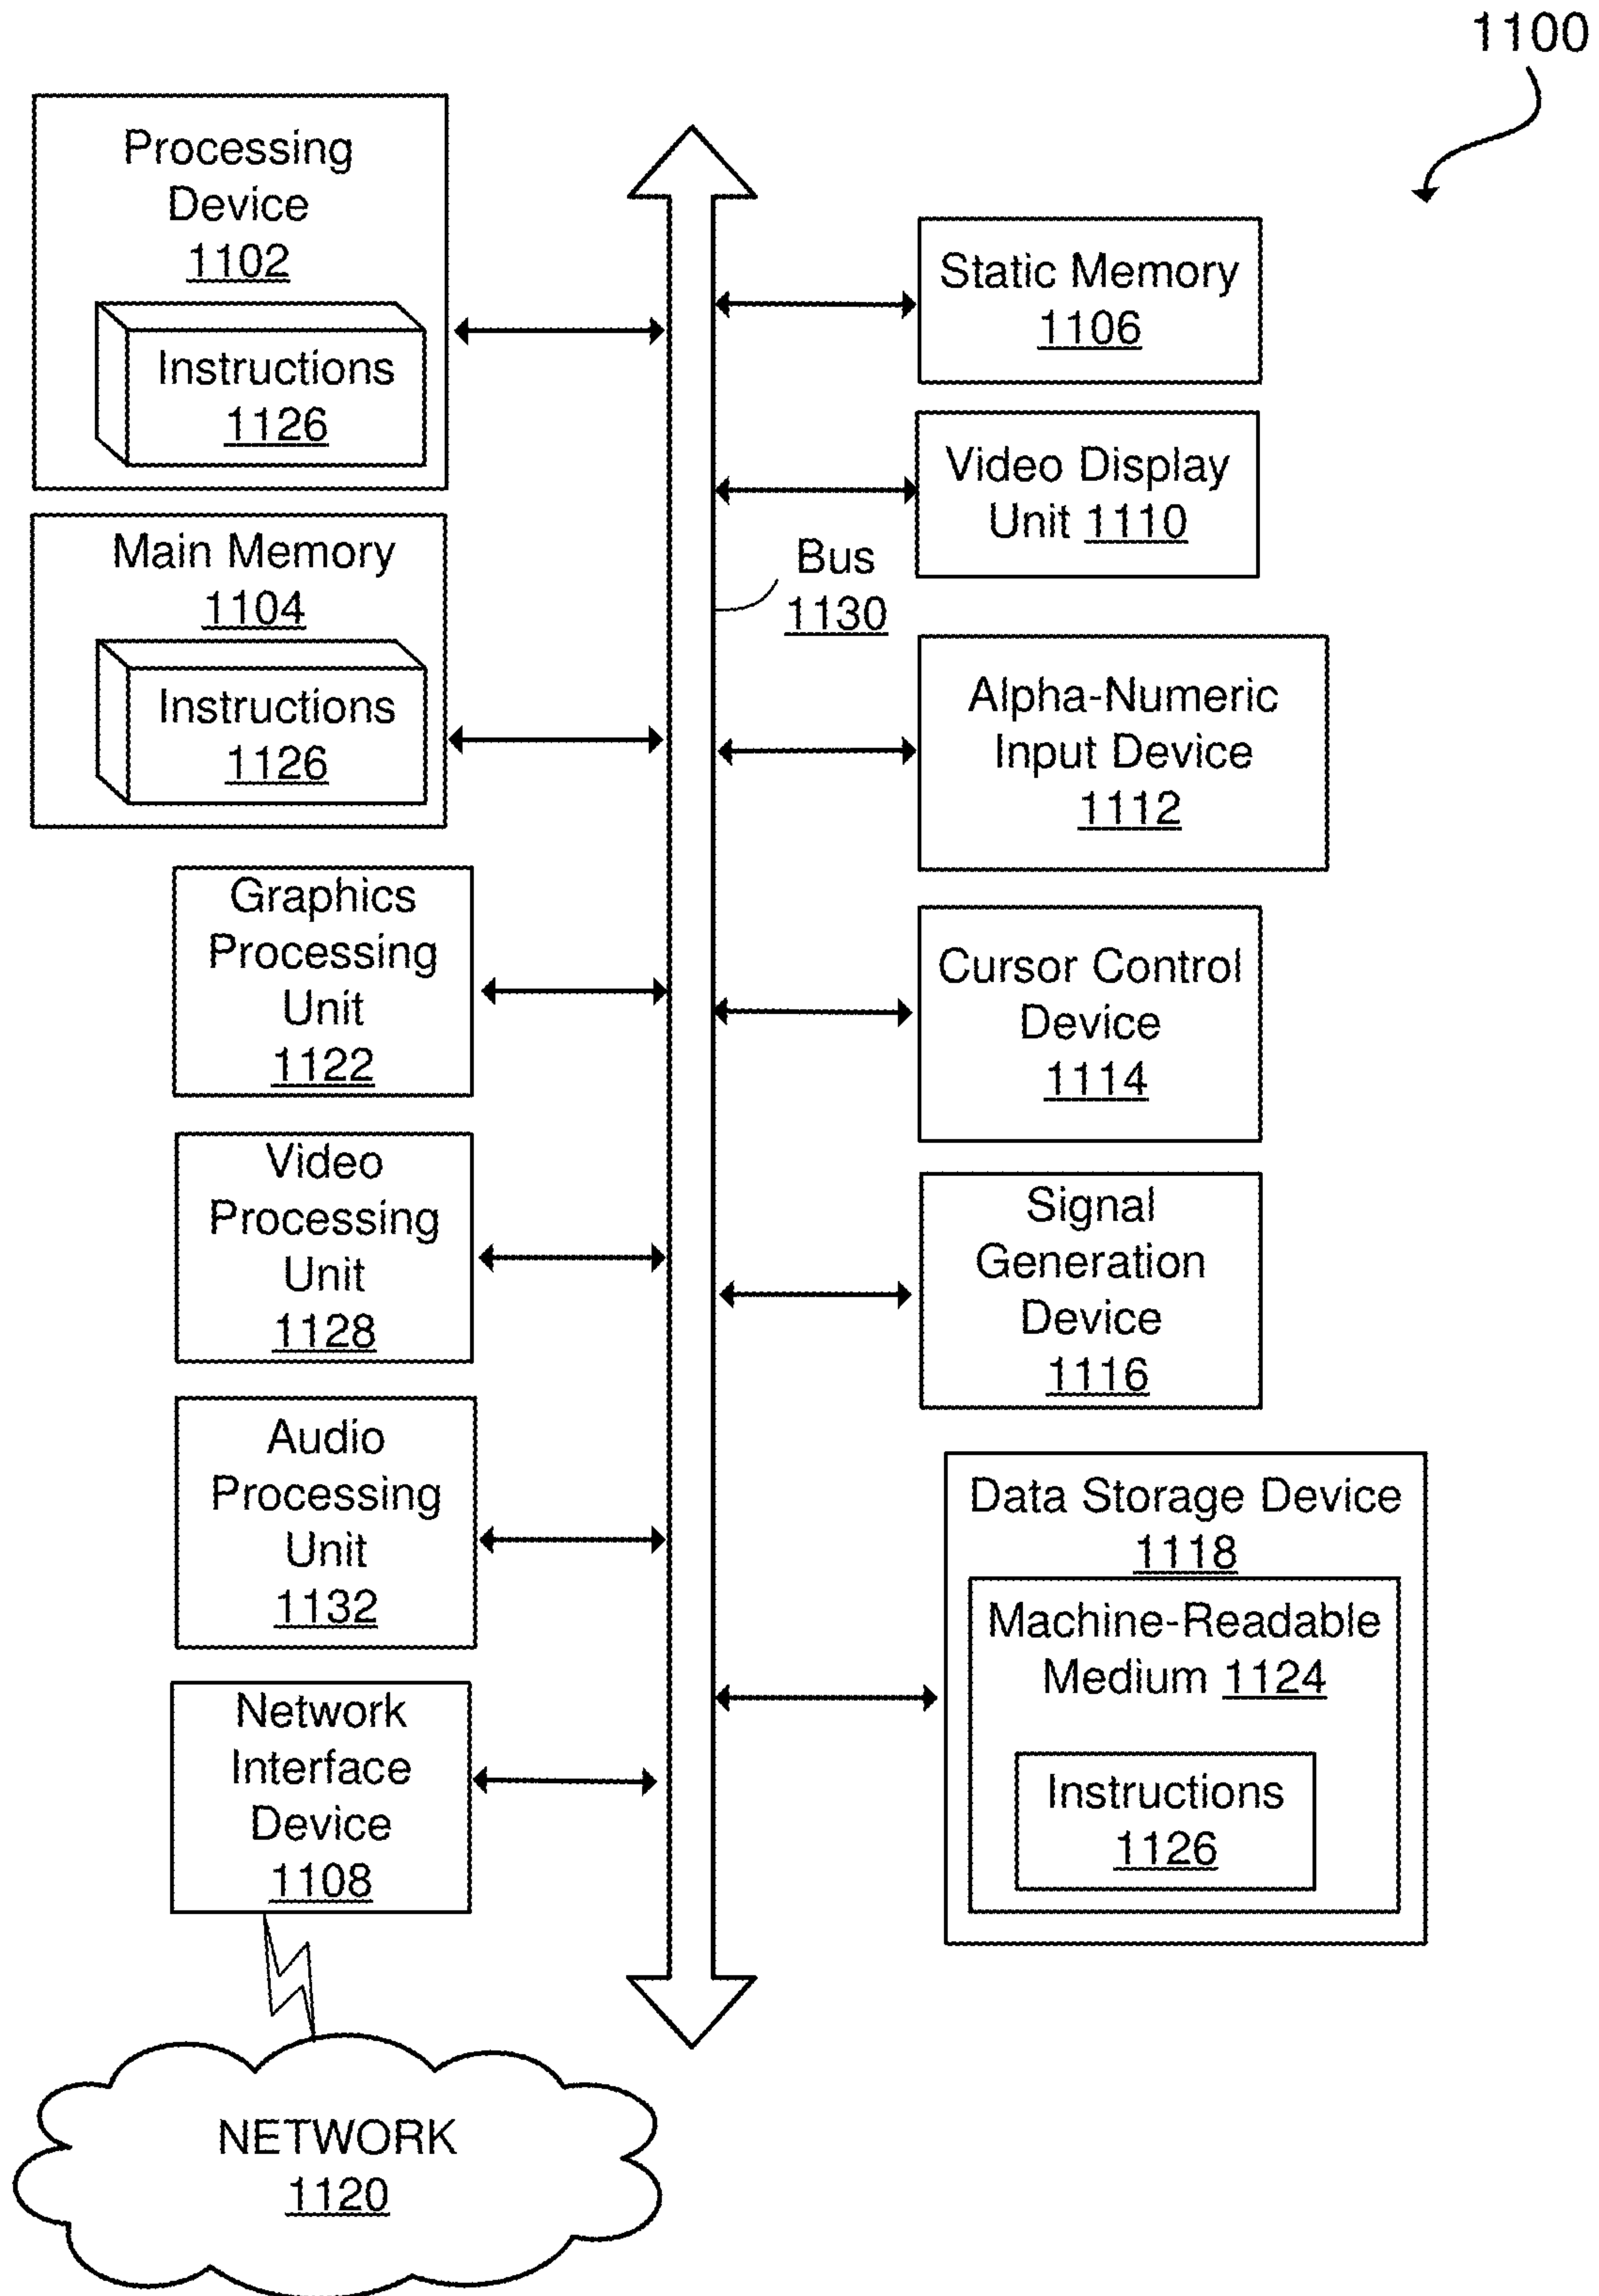 1100
Processing
Device
1102
Instructions
1126
Main Memory
1104
Instructions
1126
Graphics
Processing
Unit
1122
Video
Processing
Unit
1128
Audio
Processing
Unit
1132
Network
Interface
Device
1108
NETWORK
1120
Bus
1130
Static Memory
1106
Video Display
Unit 1110
Alpha-Numeric
Input Device
1112
Cursor Control
Device
1114
Signal
Generation
Device
1116
Data Storage Device
1118
Machine-Readable
Medium 1124
Instructions
1126